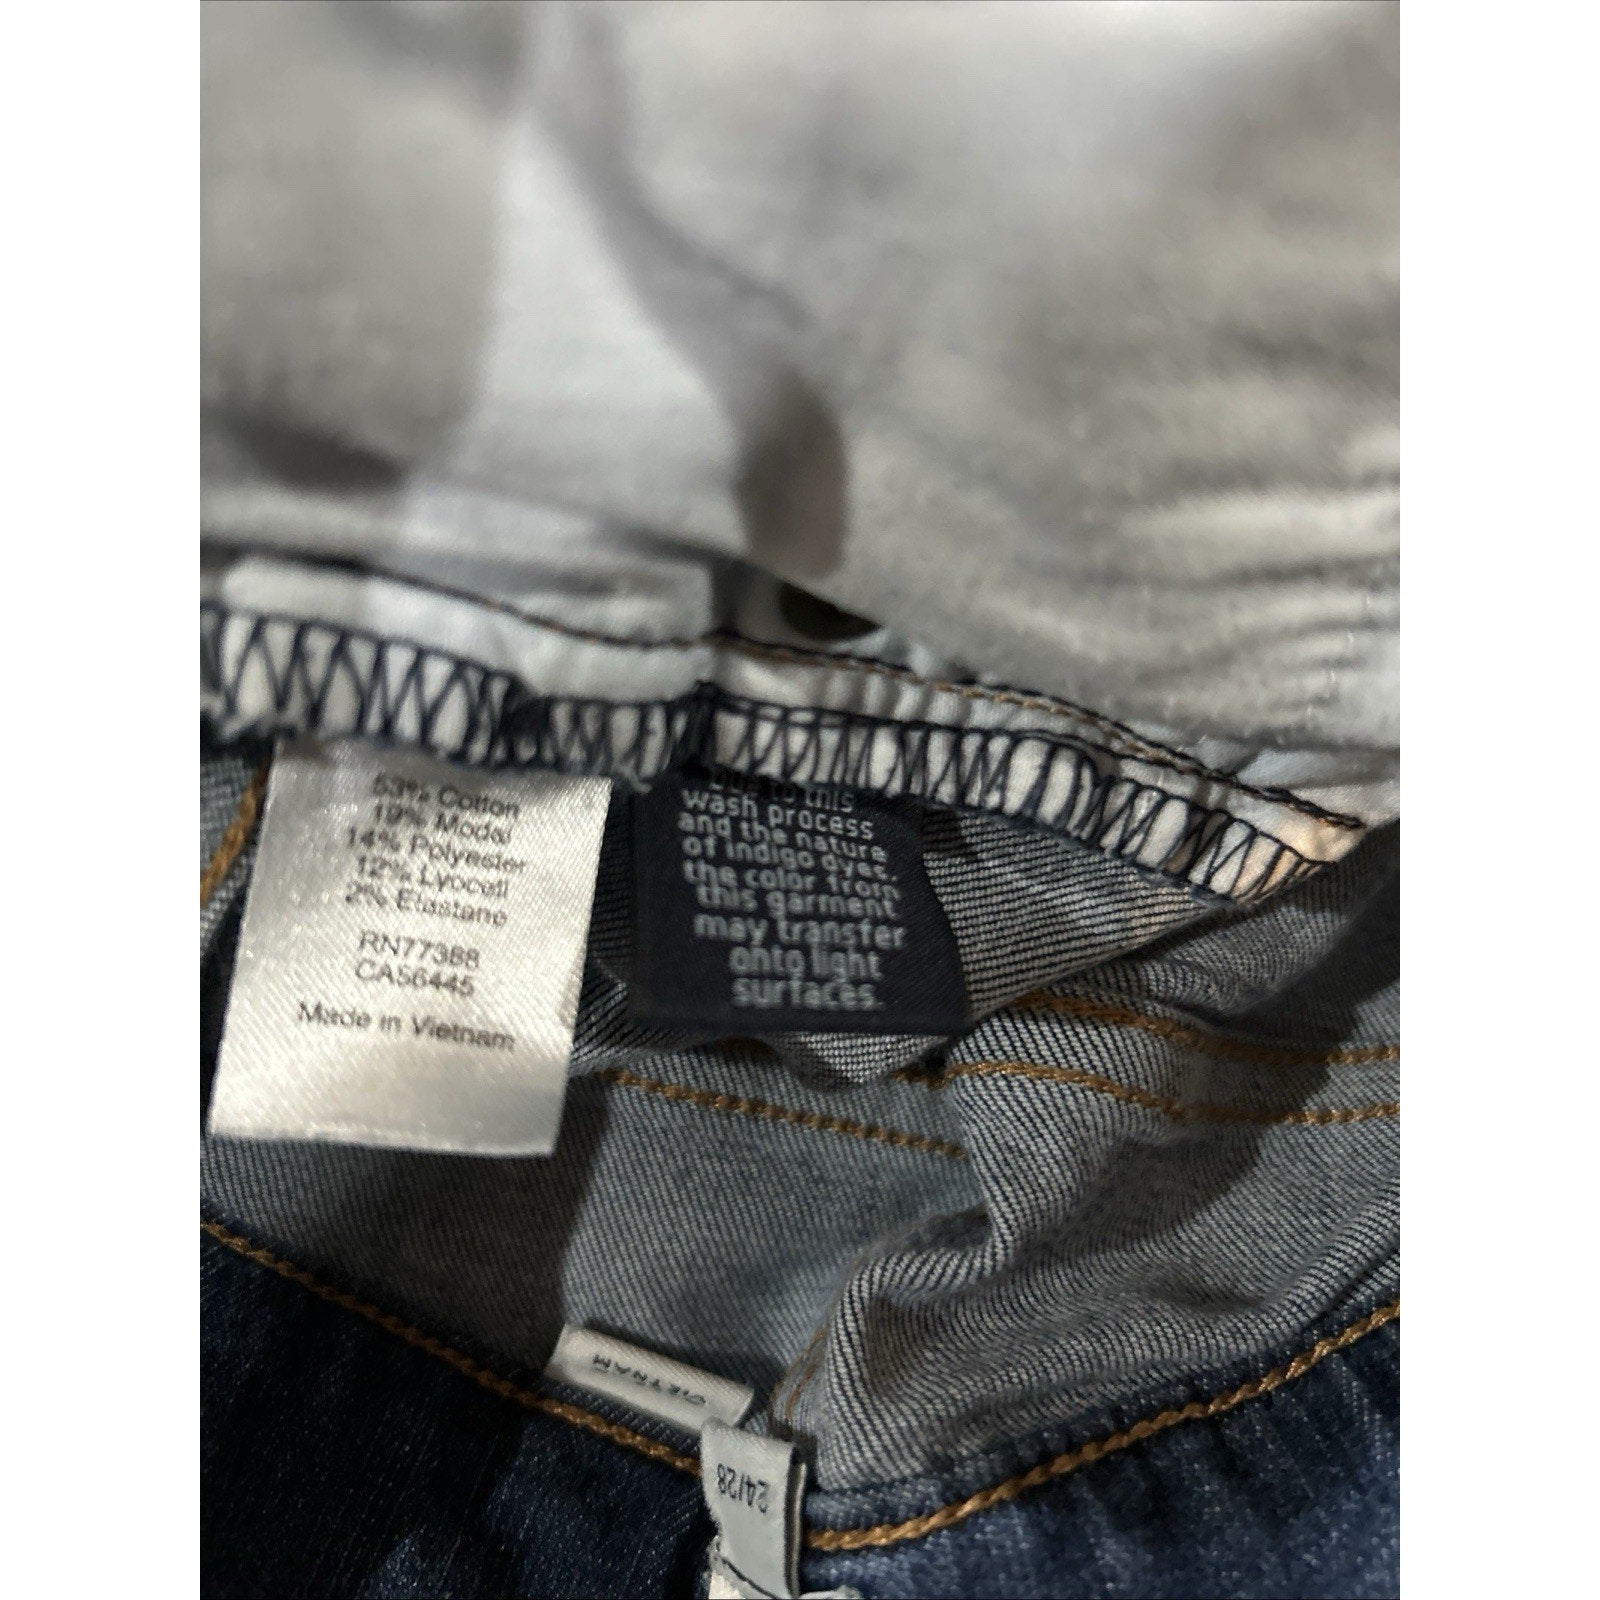 53% Cotton
19% Modal
14% Polyester
12% Lyocell
2% Elastane
RN77388
CA56445
Made in Vietnam
Due to this
wash process
and the nature
of indigo dyes,
the color from
this garment
may transfer
onto light
surfaces.
VIETNAM
24/28